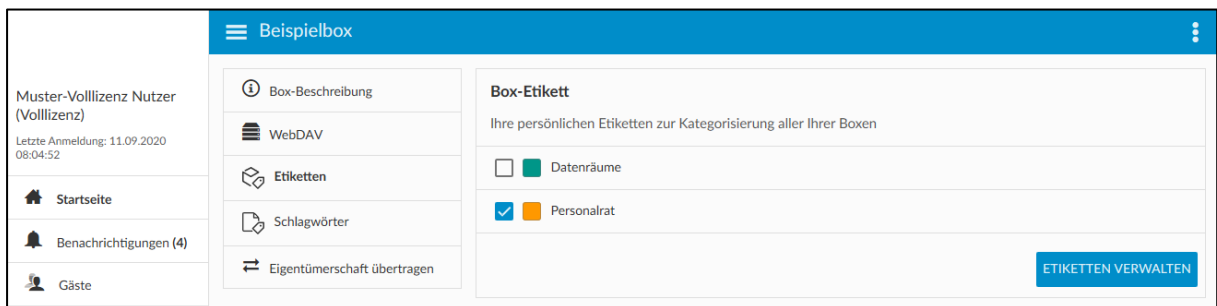 Beispielbox
Muster-Volllizenz Nutzer
(Volllizenz)
Letzte Anmeldung: 11.09.2020
08:04:52
Startseite
Benachrichtigungen (4)
Gäste
Box-Beschreibung
WebDAV
Etiketten
Schlagwörter
Eigentümerschaft übertragen
Box-Etikett
Ihre persönlichen Etiketten zur Kategorisierung aller Ihrer Boxen
Datenräume
Personalrat
ETIKETTEN VERWALTEN